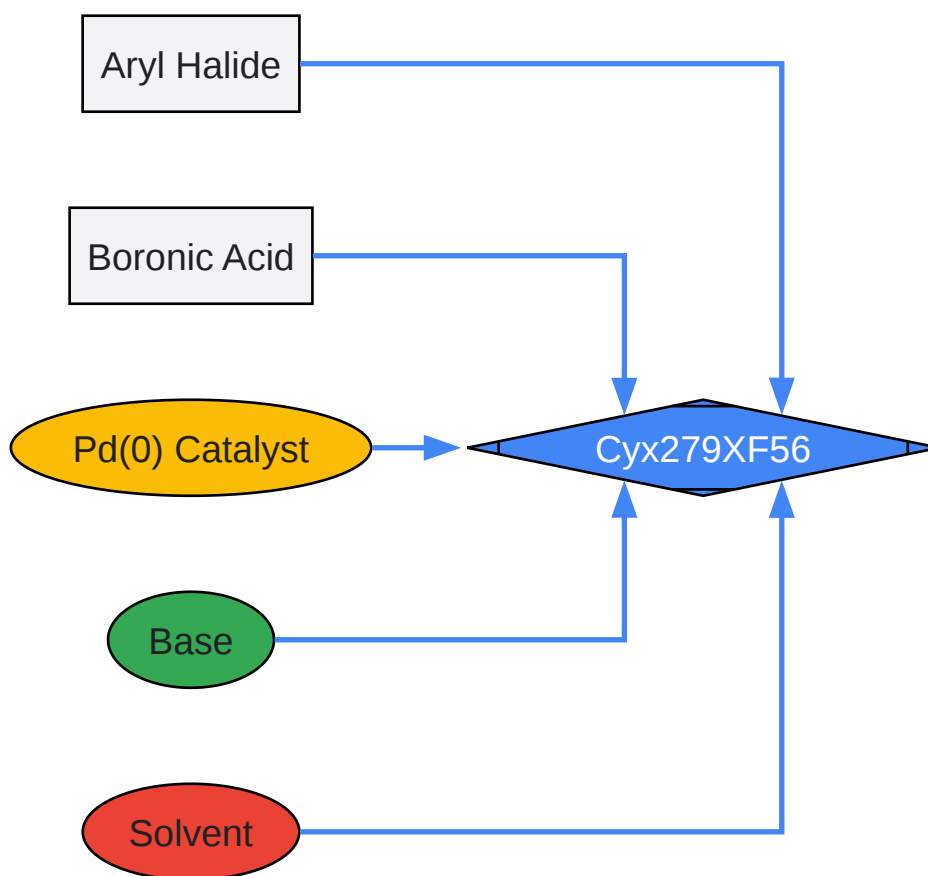 Aryl Halide
Boronic Acid
Pd(0) Catalyst
Cyx279XF56
Base
Solvent